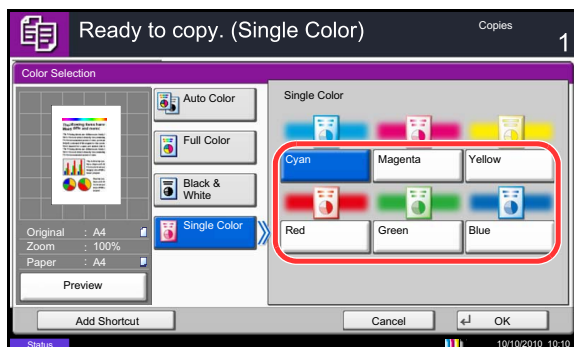 Ready to copy. (Single Color)
Copies
1
Color Selection
Auto Color
Full Color
Black &
White
Single Color
Original : A4
Zoom : 100%
Paper : A4
Preview
Single Color
Cyan
Magenta
Yellow
Red
Green
Blue
Add Shortcut
Cancel
OK
Status
10/10/2010 10:10